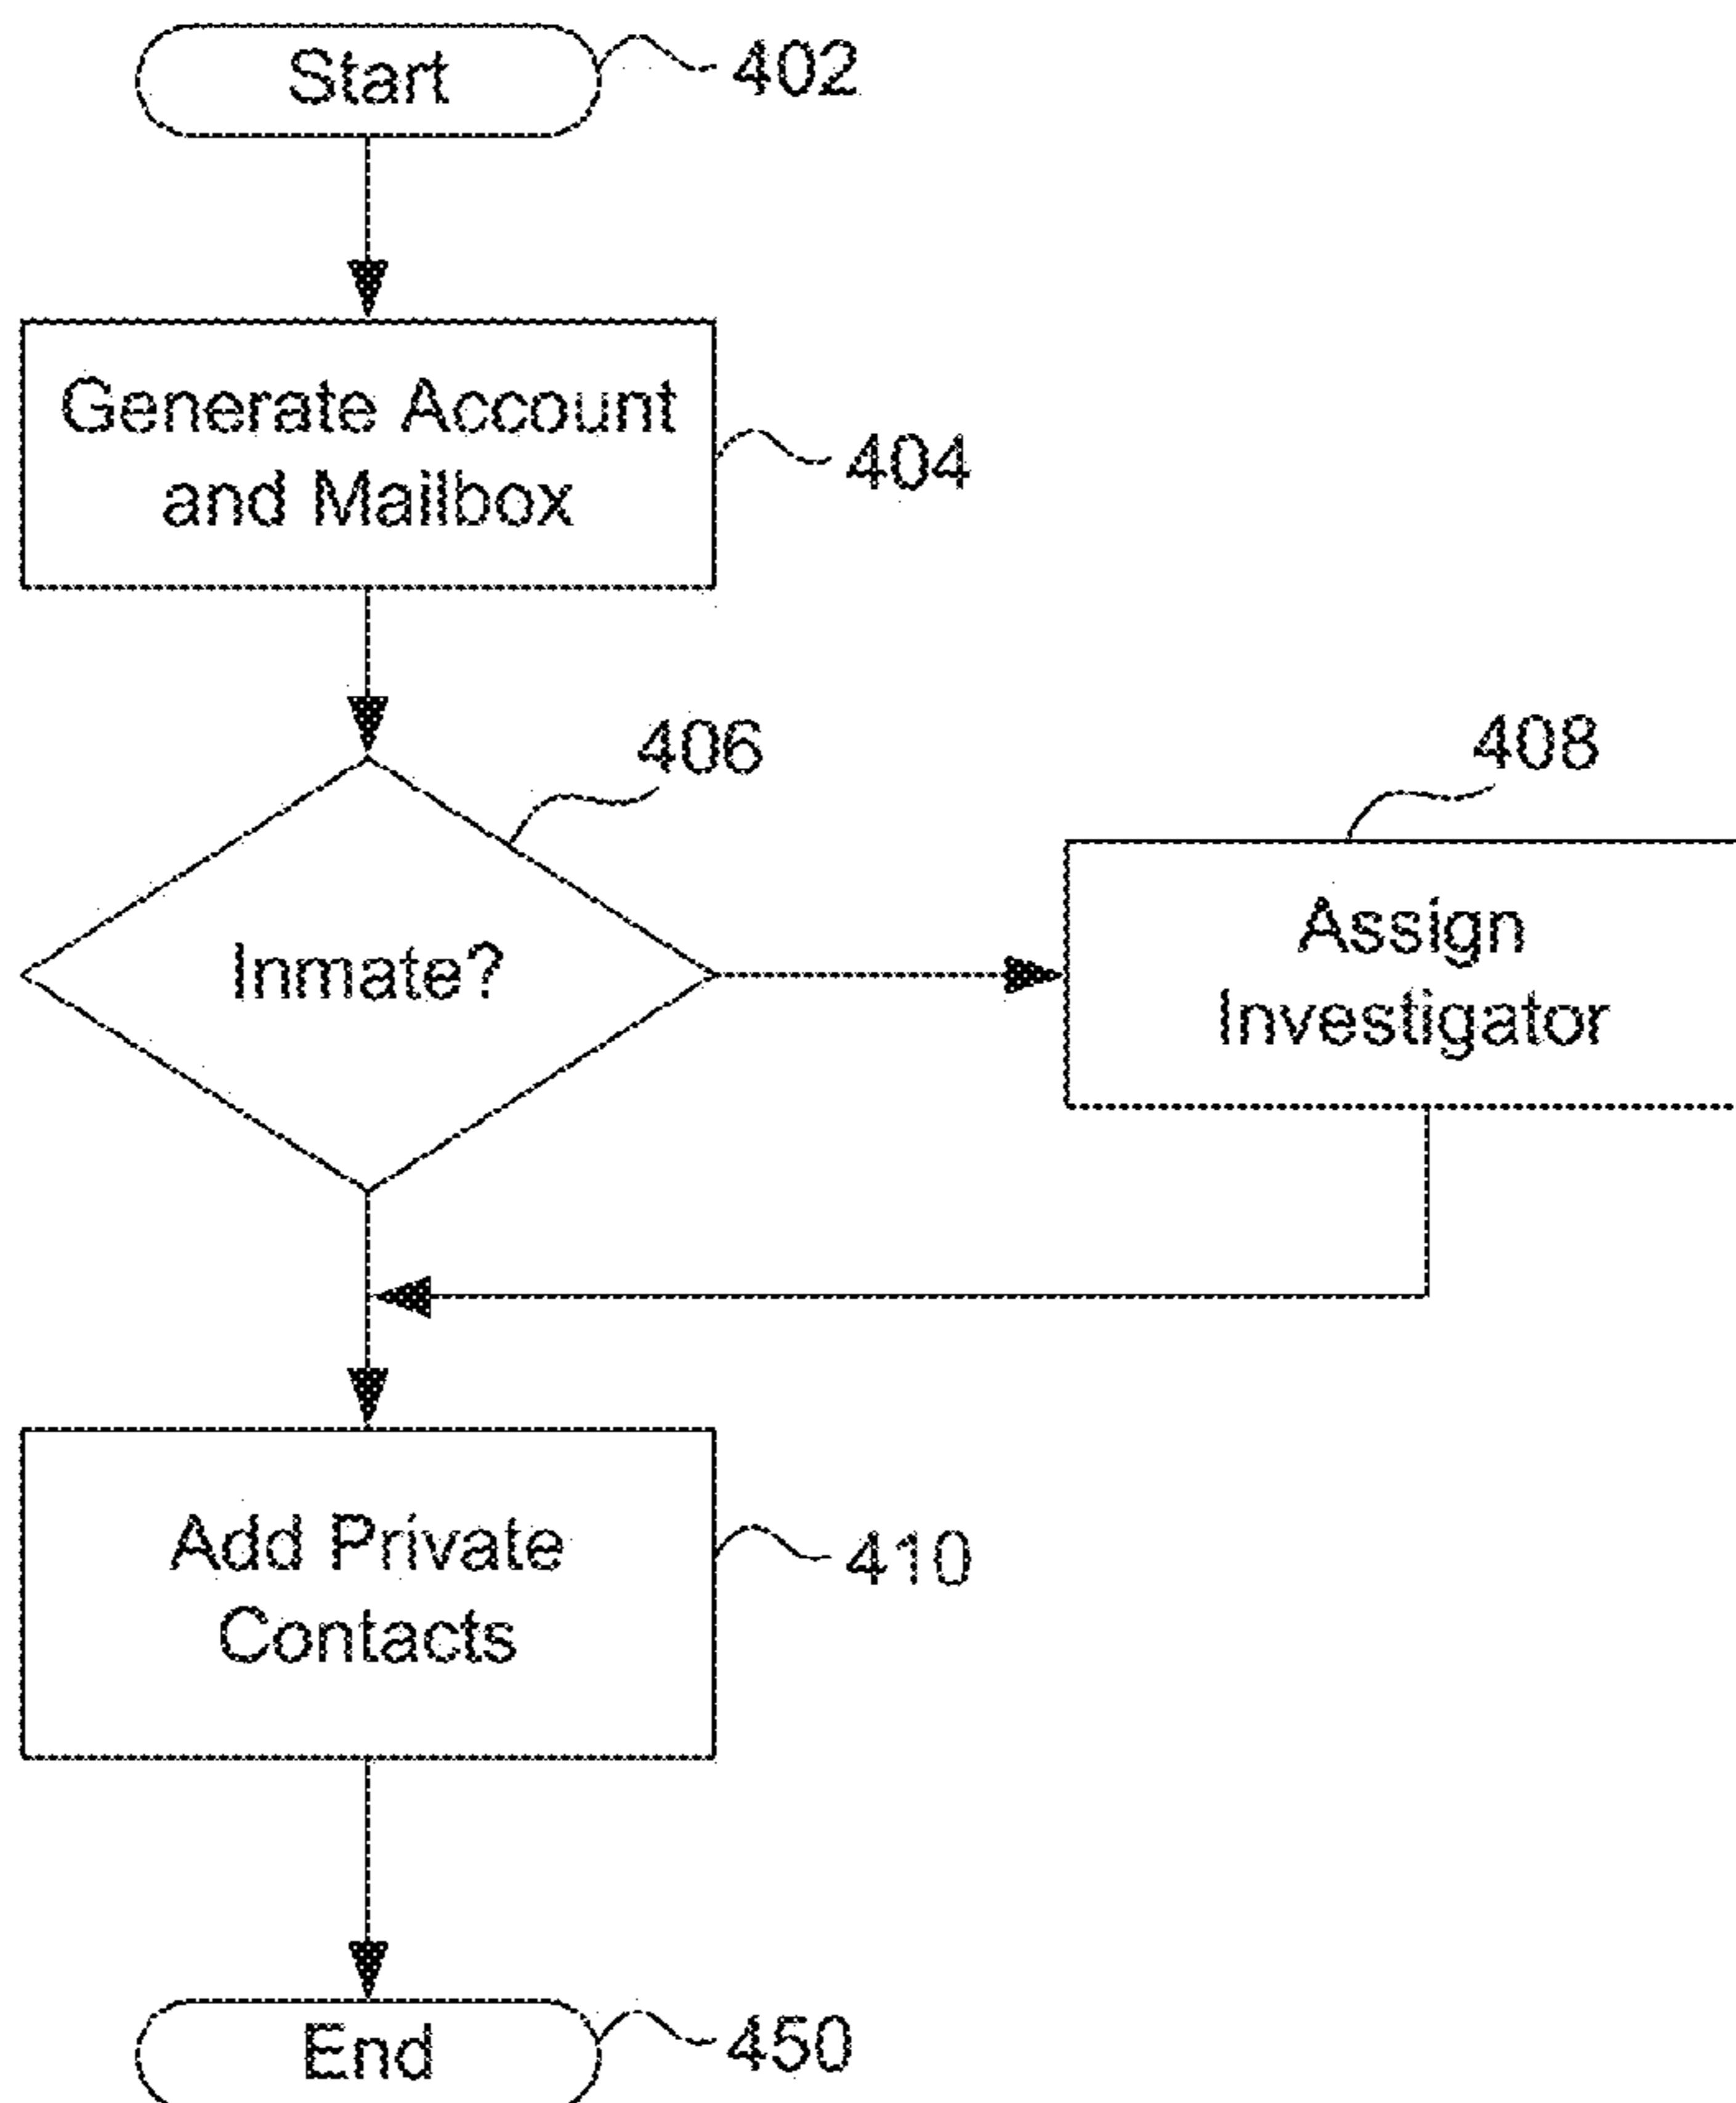 Start
402
Generate Account
and Mailbox
404
406
Inmate?
408
Assign
Investigator
Add Private
Contacts
410
End
450